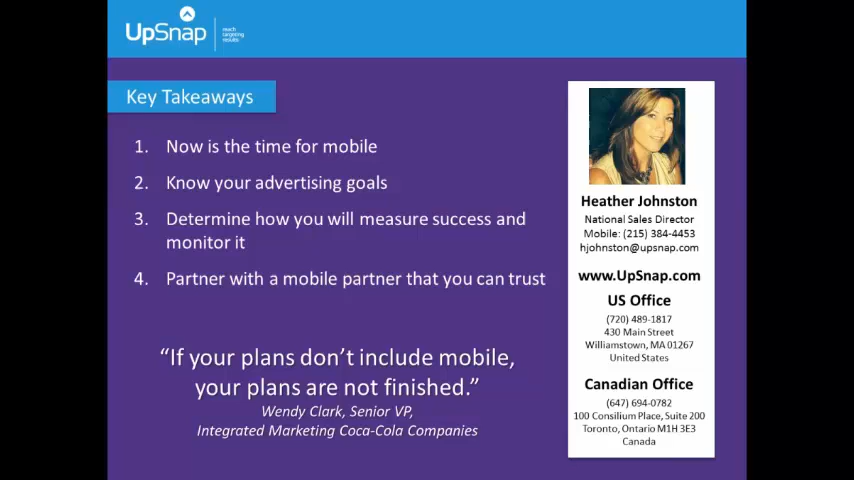 UpSnap
reach
targeting
results
Key Takeaways
1. Now is the time for mobile
2. Know your advertising goals
3. Determine how you will measure success and
monitor it
4. Partner with a mobile partner that you can trust
“If your plans don’t include mobile,
your plans are not finished.”
Wendy Clark, Senior VP,
Integrated Marketing Coca-Cola Companies
Heather Johnston
National Sales Director
Mobile: (215) 384-4453
hjohnston@upsnap.com
www.UpSnap.com
US Office
(720) 489-1817
430 Main Street
Williamstown, MA 01267
United States
Canadian Office
(647) 694-0782
100 Consilium Place, Suite 200
Toronto, Ontario M1H 3E3
Canada